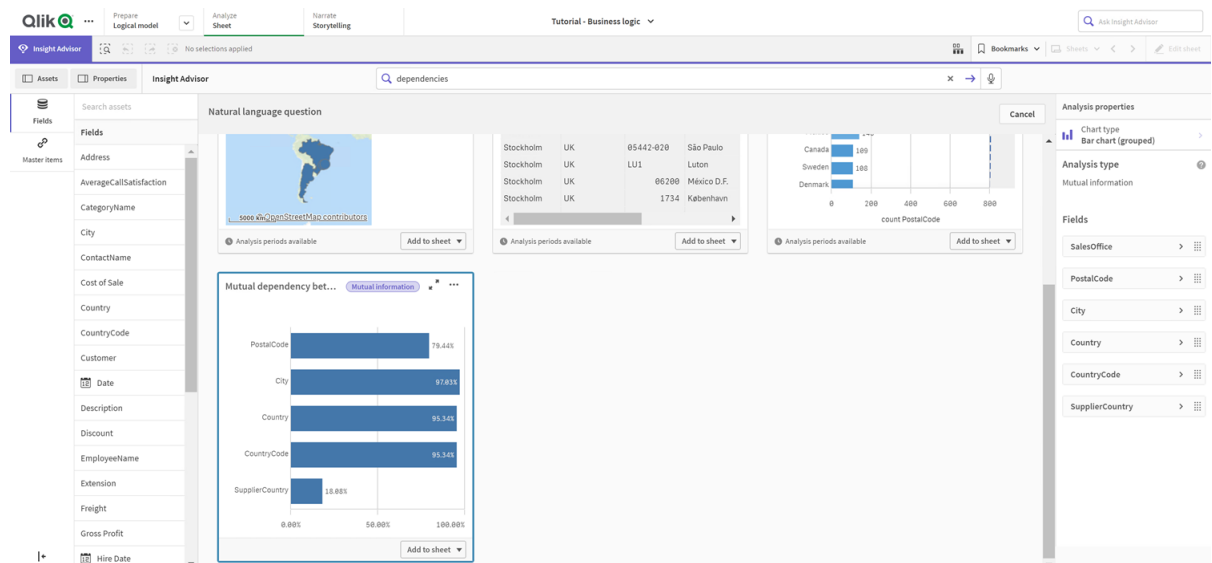 Qlik
Prepare
Logical model
Analyze
Sheet
Narrate
Storytelling
Tutorial - Business logic
Ask Insight Advisor
Insight Advisor
No selections applied
Bookmarks
Sheets
Edit sheet
Assets
Properties
Insight Advisor
dependencies
Fields
Master items
Search assets
Fields
Address
AverageCallSatisfaction
CategoryName
City
ContactName
Cost of Sale
Country
CountryCode
Customer
Date
Description
Discount
EmployeeName
Extension
Freight
Gross Profit
Hire Date
Natural language question
Cancel
OpenStreetMap contributors
Analysis periods available
Add to sheet
Stockholm UK 05442-020 São Paulo
Stockholm UK LU1 Luton
Stockholm UK 06200 México D.F.
Stockholm UK 1734 København
Analysis periods available
Add to sheet
Canada 109
Sweden 108
Denmark
0 200 400 600 800
count PostalCode
Analysis periods available
Add to sheet
Mutual dependency bet...
Mutual information
PostalCode 79.44%
City 97.03%
Country 95.34%
CountryCode 95.34%
SupplierCountry 18.08%
0.00% 50.00% 100.00%
Add to sheet
Analysis properties
Chart type
Bar chart (grouped)
Analysis type
Mutual information
Fields
SalesOffice
PostalCode
City
Country
CountryCode
SupplierCountry